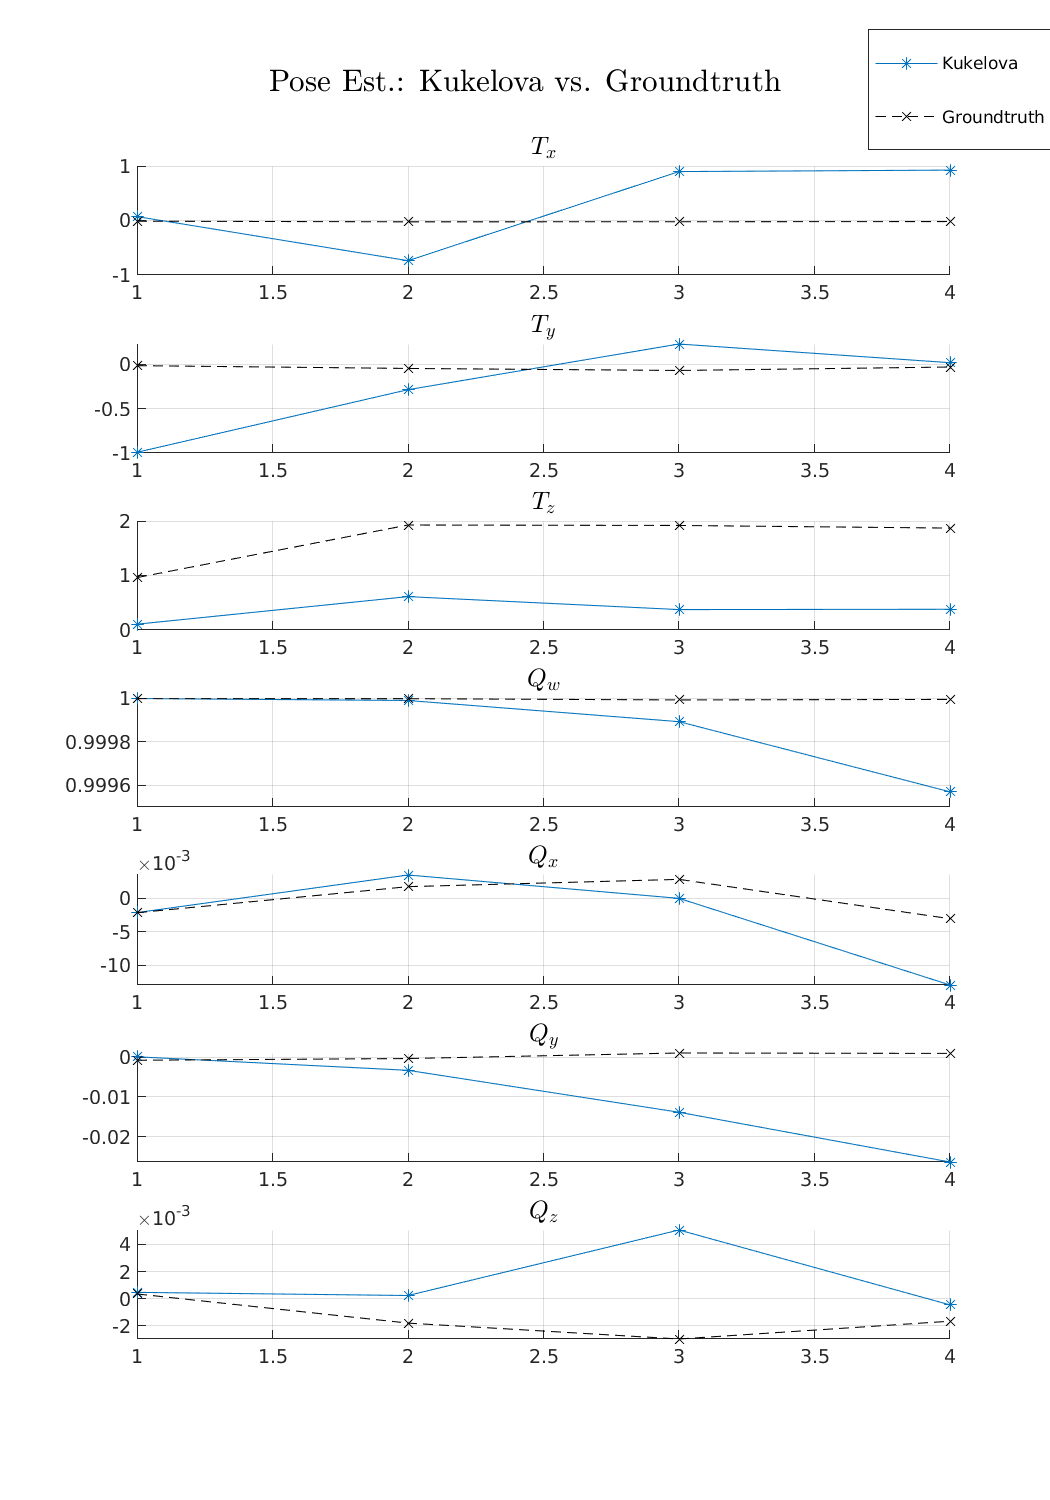 Kukelova
Pose Est.: Kukelova vs. Groundtruth
Groundtruth
T_x
1
0
-1
1 1.5 2 2.5 3 3.5 4
T_y
0
-0.5
-1
1 1.5 2 2.5 3 3.5 4
T_z
2
1
0
1 1.5 2 2.5 3 3.5 4
Q_w
1
0.9998
0.9996
1 1.5 2 2.5 3 3.5 4
×10^-3
Q_x
0
-5
-10
1 1.5 2 2.5 3 3.5 4
Q_y
0
-0.01
-0.02
1 1.5 2 2.5 3 3.5 4
×10^-3
Q_z
4
2
0
-2
1 1.5 2 2.5 3 3.5 4